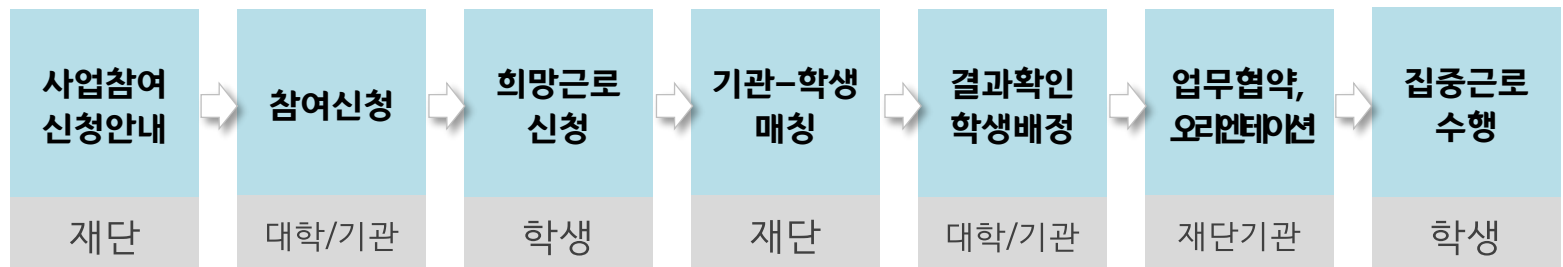 사업참여
신청안내
재단
참여신청
대학/기관
희망근로
신청
학생
기관-학생
매칭
재단
결과확인
학생배정
대학/기관
업무협약,
오리엔테이션
재단기관
집중근로
수행
학생